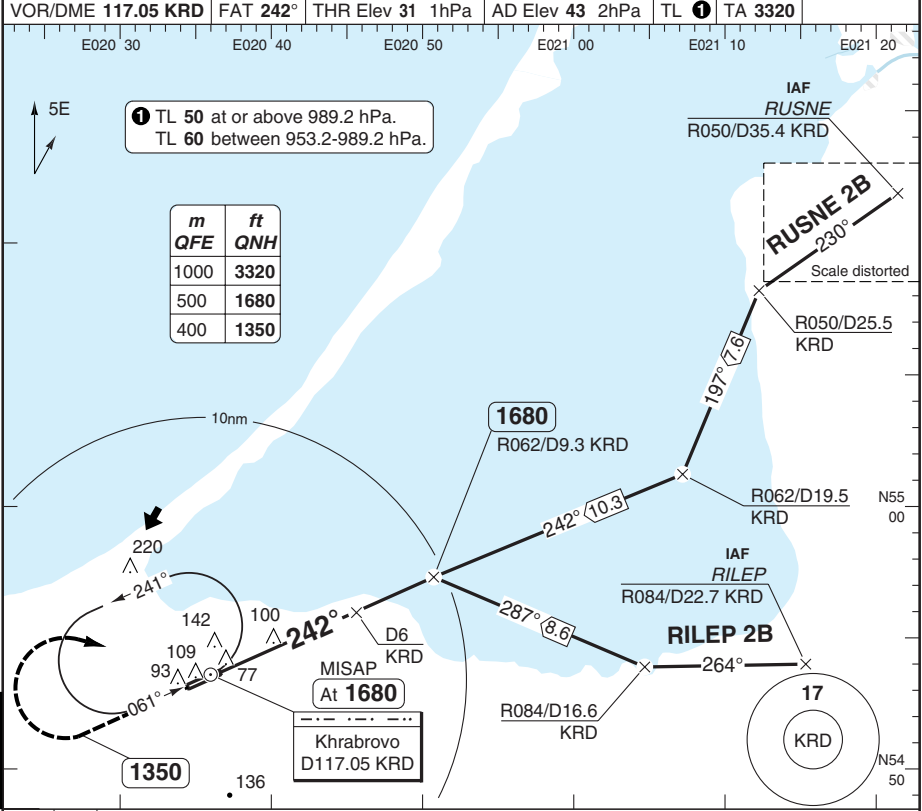 VOR/DME 117.05 KRD FAT 242° THR Elev 31 1hPa AD Elev 43 2hPa TL ❶ TA 3320
E020 30 E020 40 E020 50 E021 00 E021 10 E021 20
5E
❶ TL 50 at or above 989.2 hPa.
TL 60 between 953.2-989.2 hPa.
IAF
RUSNE
R050/D35.4 KRD
RUSNE 2B
230°
Scale distorted
m ft
QFE QNH
1000 3320
500 1680
400 1350
R050/D25.5
KRD
197° 7.6
10nm
1680
R062/D9.3 KRD
R062/D19.5
KRD
N55
00
242° 10.3
220
241°
IAF
RILEP
R084/D22.7 KRD
287° 8.6
RILEP 2B
264°
142
100
242°
D6
KRD
109
93
77
MISAP
At 1680
061°
Khrabrovo
D117.05 KRD
R084/D16.6
KRD
17
KRD
1350
136
N54
50